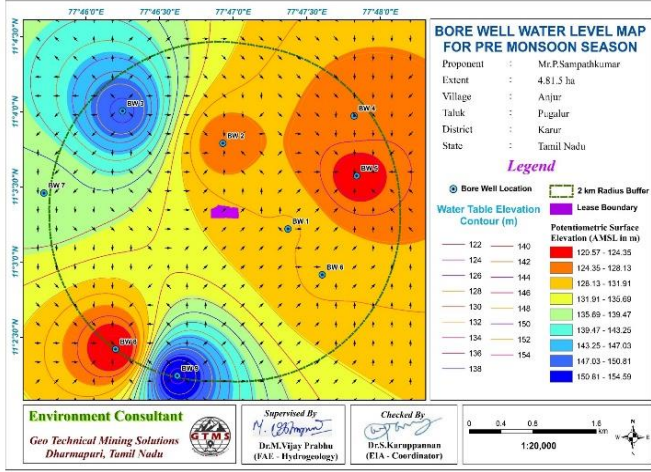 77°46'0"E 77°46'30"E 77°47'0"E 77°47'30"E 77°48'0"E
BW 3
BW 4
BW 2
BW 5
BW 7
BW 1
BW 6
BW 8
BW 9
BORE WELL WATER LEVEL MAP
FOR PRE MONSOON SEASON
Proponent : Mr.P.Sampathkumar
Extent : 4.81.5 ha
Village : Anjur
Taluk : Pugalur
District : Karur
State : Tamil Nadu
Legend
Bore Well Location
2 km Radius Buffer
Lease Boundary
Water Table Elevation
Contour (m)
122 140
124 142
126 144
128 146
130 148
132 150
134 152
136 154
138
Potentiometric Surface
Elevation (AMSL in m)
120.57 - 124.35
124.35 - 128.13
128.13 - 131.91
131.91 - 135.69
135.69 - 139.47
139.47 - 143.25
143.25 - 147.03
147.03 - 150.81
150.81 - 154.59
Environment Consultant
Geo Technical Mining Solutions
Dharmapuri, Tamil Nadu
GTMS
Supervised By
Dr.M.Vijay Prabhu
(FAE - Hydrogeology)
Checked By
Dr.S.Karuppannan
(EIA - Coordinator)
0 0.4 0.8 1.6
km
1:20,000
N
W E
S